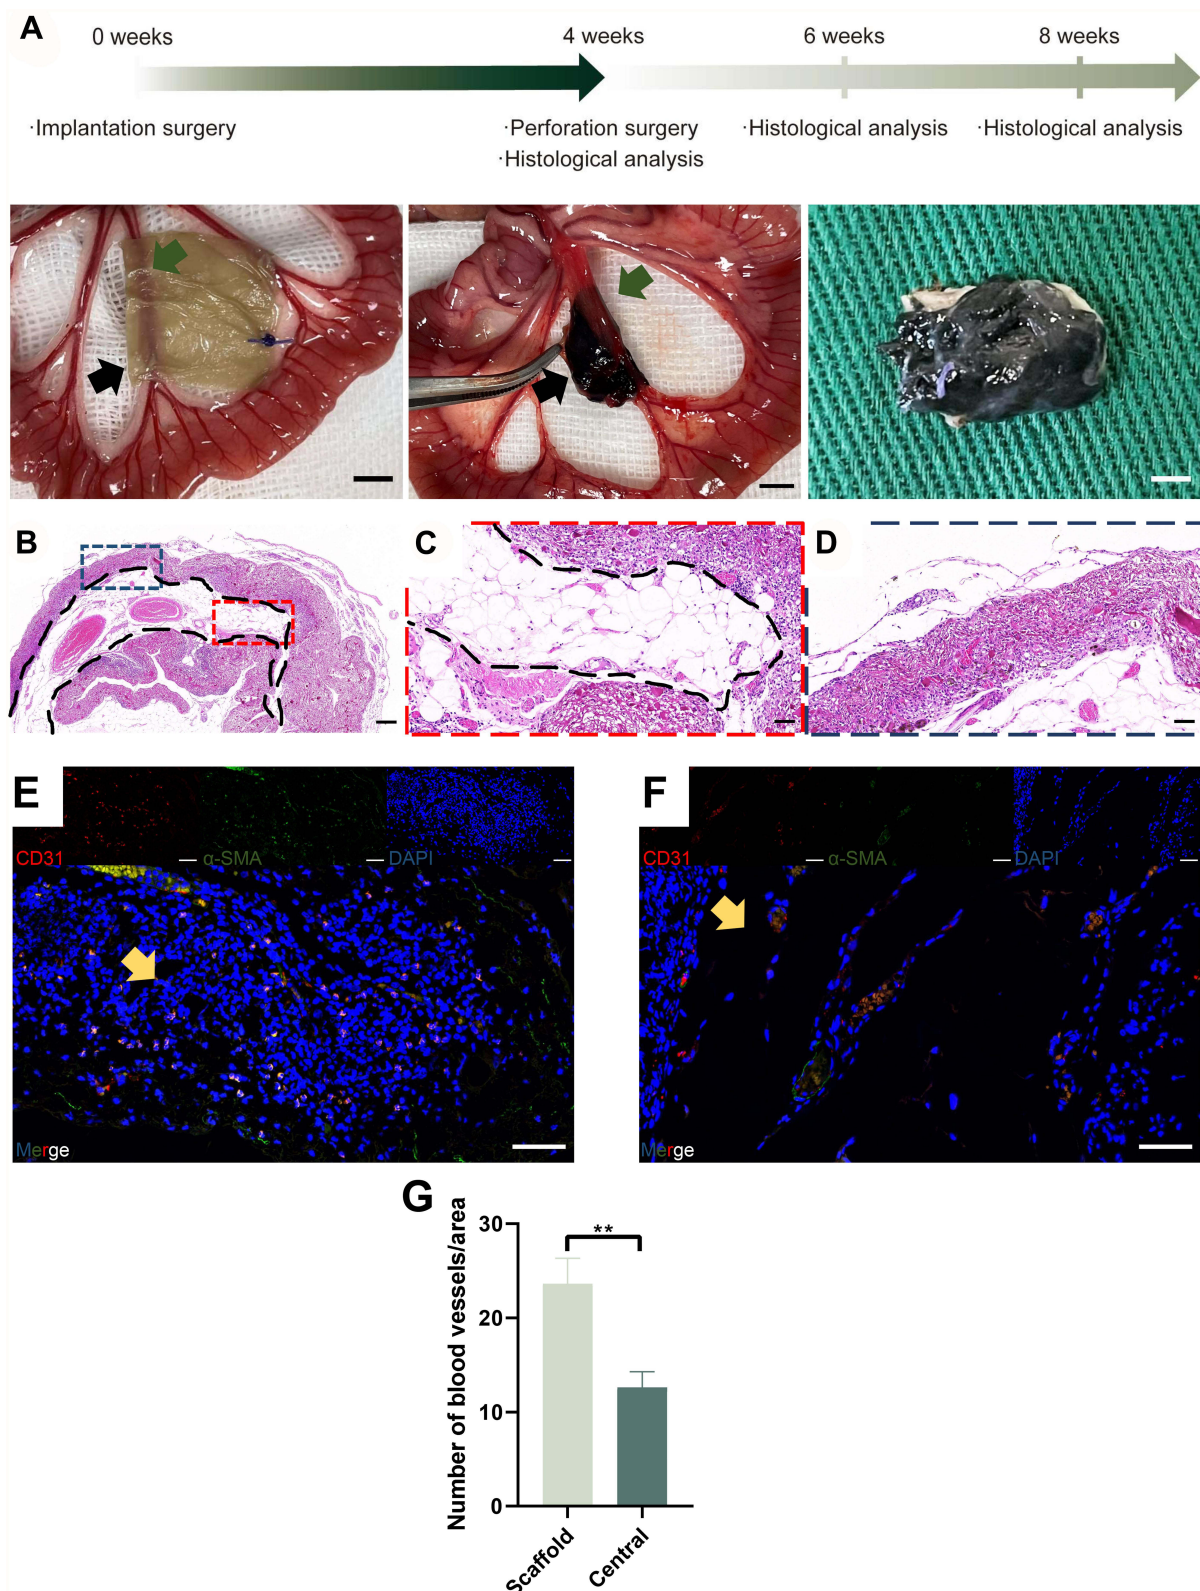 A
0 weeks 4 weeks 6 weeks 8 weeks
·Implantation surgery ·Perforation surgery ·Histological analysis ·Histological analysis
·Histological analysis
B C D
E F
CD31 α-SMA DAPI CD31 α-SMA DAPI
Merge Merge
G
Number of blood vessels/area
30
**
20
10
0
Scaffold Central